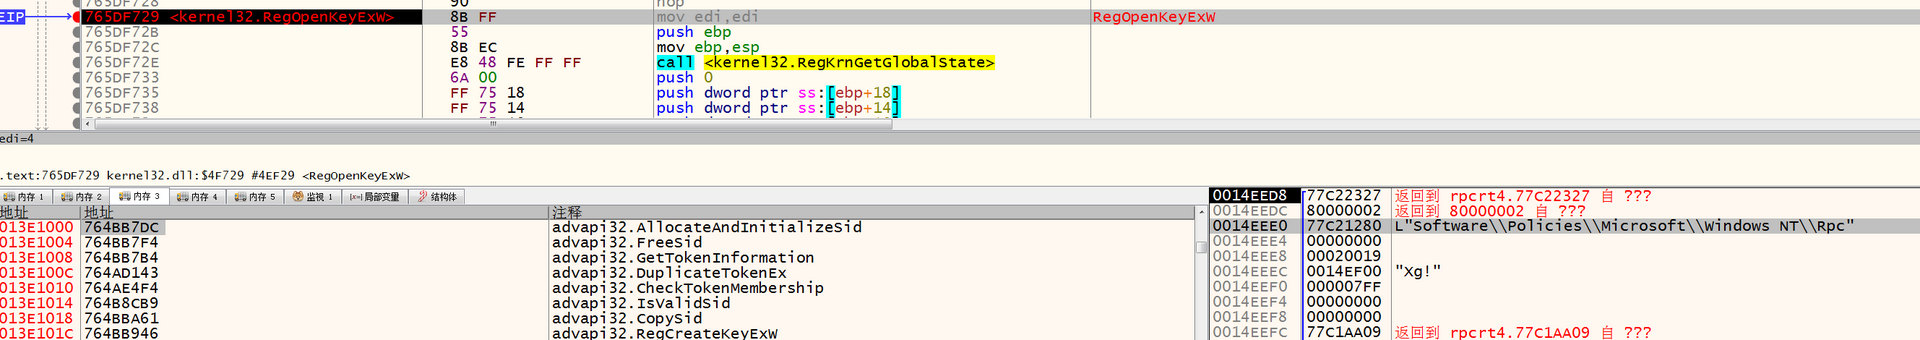 765DF728 90 nop
EIP 765DF729 <kernel32.RegOpenKeyExW> 8B FF mov edi,edi RegOpenKeyExW
765DF72B 55 push ebp
765DF72C 8B EC mov ebp,esp
765DF72E E8 48 FE FF FF call <kernel32.RegKrnGetGlobalState>
765DF733 6A 00 push 0
765DF735 FF 75 18 push dword ptr ss:[ebp+18]
765DF738 FF 75 14 push dword ptr ss:[ebp+14]
edi=4
.text:765DF729 kernel32.dll:$4F729 #4EF29 <RegOpenKeyExW>
内存 1 内存 2 内存 3 内存 4 内存 5 监视 1 [x=] 局部变量 结构体
地址 地址 注释
013E1000 764BB7DC advapi32.AllocateAndInitializeSid
013E1004 764BB7F4 advapi32.FreeSid
013E1008 764BB7B4 advapi32.GetTokenInformation
013E100C 764AD143 advapi32.DuplicateTokenEx
013E1010 764AE4F4 advapi32.CheckTokenMembership
013E1014 764B8CB9 advapi32.IsValidSid
013E1018 764BBA61 advapi32.CopySid
013E101C 764BB946 advapi32.RegCreateKeyExW
0014EED8 77C22327 返回到 rpcrt4.77C22327 自 ???
0014EEDC 80000002 返回到 80000002 自 ???
0014EEE0 77C21280 L"Software\\Policies\\Microsoft\\Windows NT\\Rpc"
0014EEE4 00000000
0014EEE8 00020019
0014EEEC 0014EF00 "Xg!"
0014EEF0 000007FF
0014EEF4 00000000
0014EEF8 00000000
0014EEFC 77C1AA09 返回到 rpcrt4.77C1AA09 自 ???